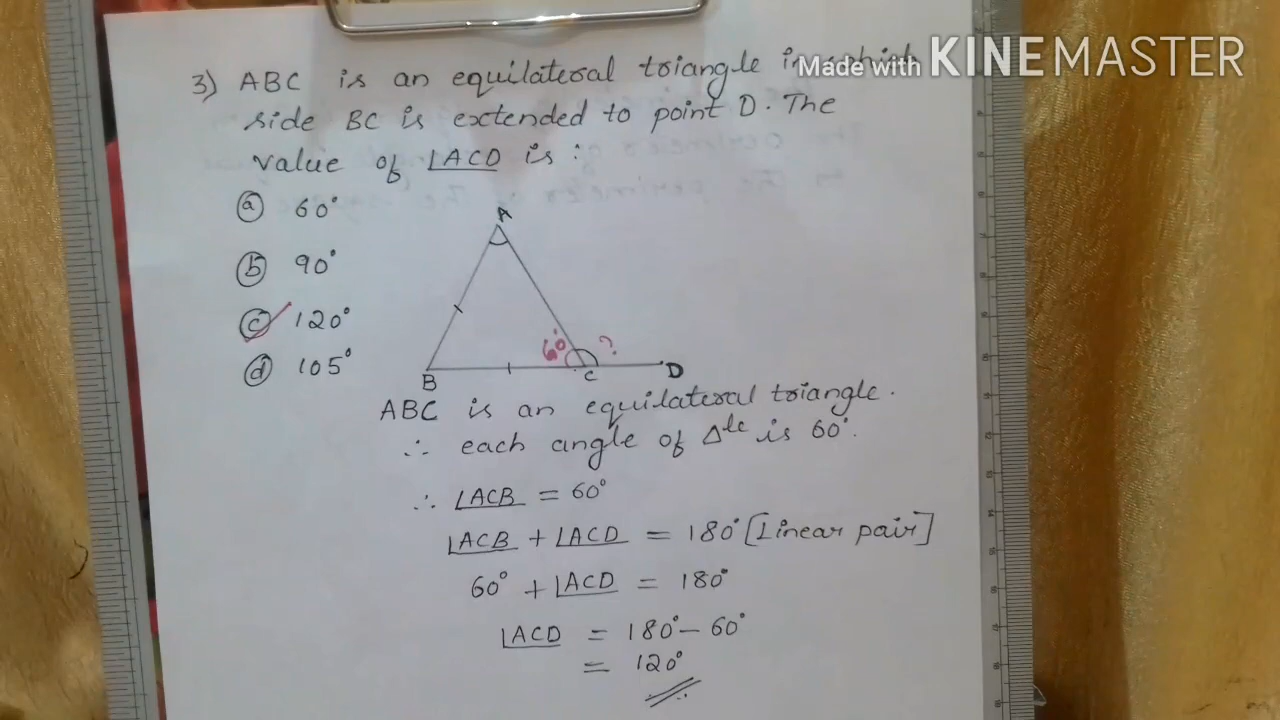 3) ABC is an equilateral triangle in which
Made with KINEMASTER
side BC is extended to point D. The
value of ∠ACD is :
ⓐ 60°
ⓑ 90°
ⓒ 120°
ⓓ 105°
A
60° ?
B C D
ABC is an equilateral triangle.
∴ each angle of Δle is 60°.
∴ ∠ACB = 60°
∠ACB + ∠ACD = 180° [Linear pair]
60° + ∠ACD = 180°
∠ACD = 180° - 60°
= 120°